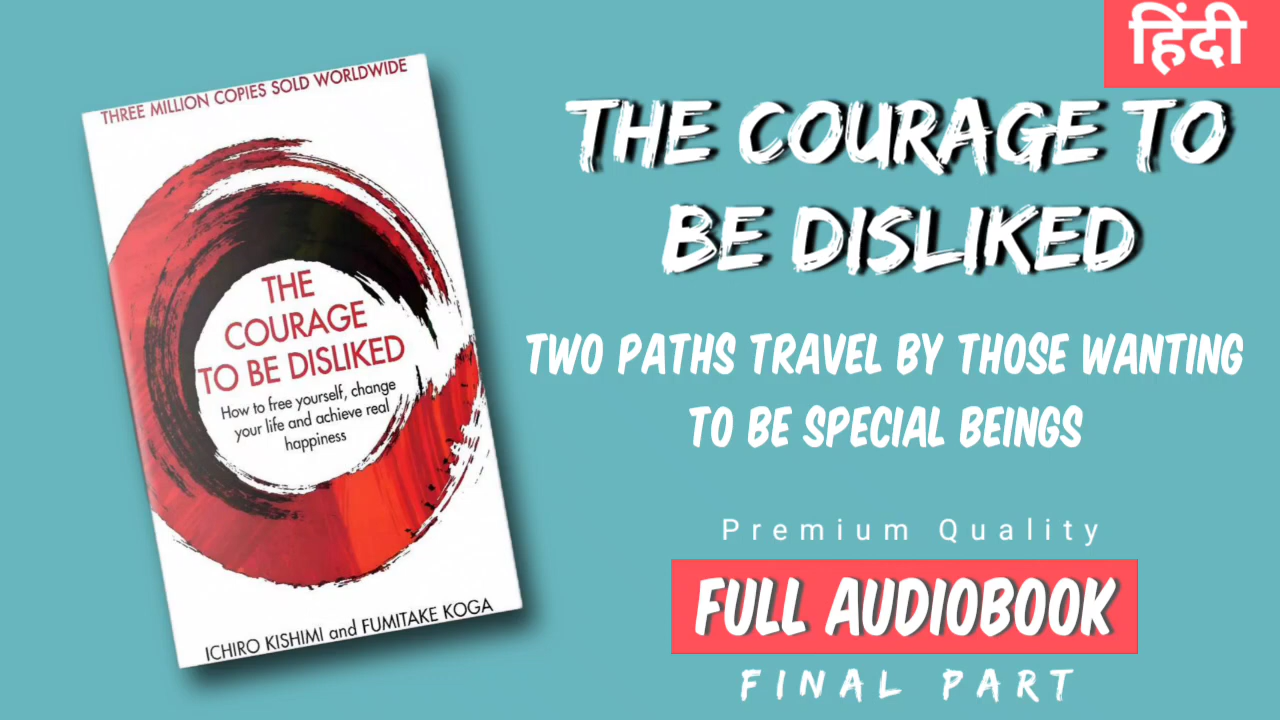 THREE MILLION COPIES SOLD WORLDWIDE
THE
COURAGE
TO BE DISLIKED
How to free yourself, change
your life and achieve real
happiness
ICHIRO KISHIMI and FUMITAKE KOGA
हिंदी
THE COURAGE TO
BE DISLIKED
TWO PATHS TRAVEL BY THOSE WANTING
TO BE SPECIAL BEINGS
Premium Quality
FULL AUDIOBOOK
FINAL PART